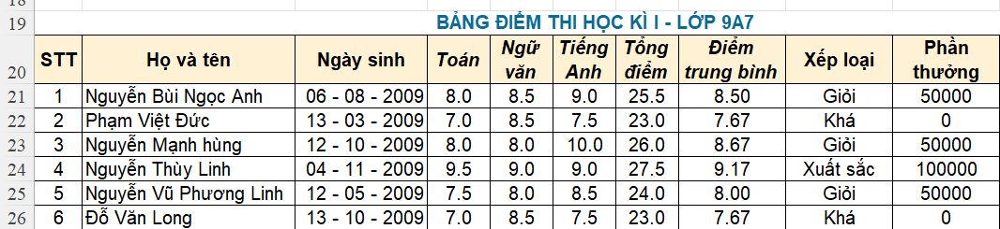 18
19 BẢNG ĐIỂM THI HỌC KÌ I - LỚP 9A7
20 STT Họ và tên Ngày sinh Toán Ngữ văn Tiếng Anh Tổng điểm Điểm trung bình Xếp loại Phần thưởng
21 1 Nguyễn Bùi Ngọc Anh 06 - 08 - 2009 8.0 8.5 9.0 25.5 8.50 Giỏi 50000
22 2 Phạm Việt Đức 13 - 03 - 2009 7.0 8.5 7.5 23.0 7.67 Khá 0
23 3 Nguyễn Mạnh hùng 12 - 10 - 2009 8.0 8.0 10.0 26.0 8.67 Giỏi 50000
24 4 Nguyễn Thùy Linh 04 - 11 - 2009 9.5 9.0 9.0 27.5 9.17 Xuất sắc 100000
25 5 Nguyễn Vũ Phương Linh 12 - 05 - 2009 7.5 8.0 8.5 24.0 8.00 Giỏi 50000
26 6 Đỗ Văn Long 13 - 10 - 2009 7.0 8.5 7.5 23.0 7.67 Khá 0